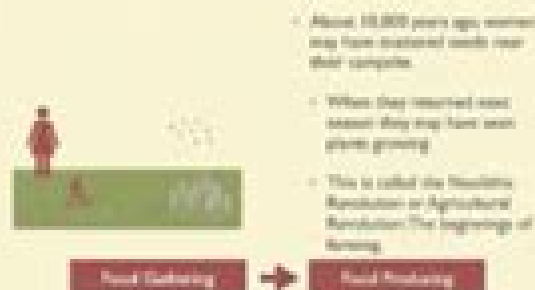 About 10,000 years ago, women
may have scattered seeds near
their campsite.
When they returned next
season they may have seen
plants growing
This is called the Neolithic
Revolution or Agricultural
Revolution: The beginnings of
farming.
Food Gathering
Food Producing